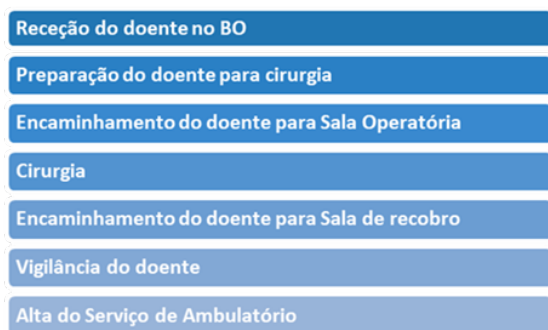 Receção do doente no BO
Preparação do doente para cirurgia
Encaminhamento do doente para Sala Operatória
Cirurgia
Encaminhamento do doente para Sala de recobro
Vigilância do doente
Alta do Serviço de Ambulatório